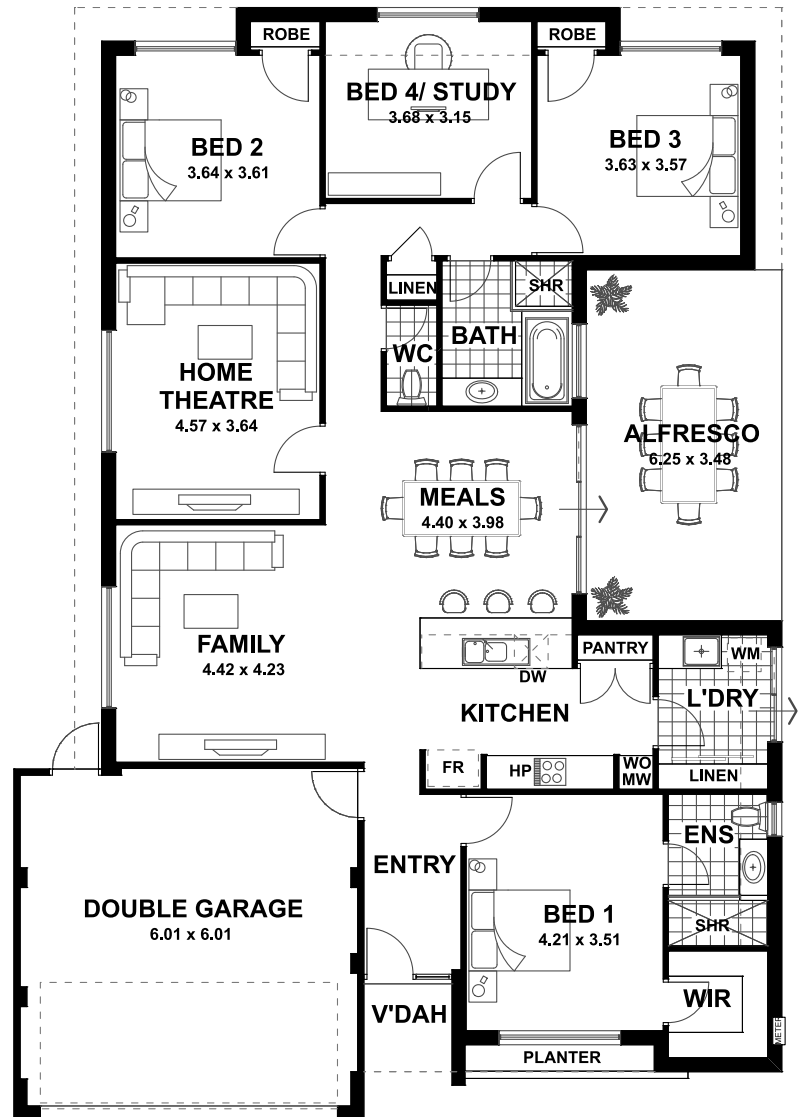 ROBE
ROBE
BED 4/ STUDY
3.68 x 3.15
BED 2
3.64 x 3.61
BED 3
3.63 x 3.57
LINEN
SHR
BATH
WC
HOME
THEATRE
4.57 x 3.64
ALFRESCO
6.25 x 3.48
MEALS
4.40 x 3.98
FAMILY
4.42 x 4.23
PANTRY
WM
DW
L'DRY
KITCHEN
FR
HP
WO
MW
LINEN
ENS
ENTRY
DOUBLE GARAGE
6.01 x 6.01
BED 1
4.21 x 3.51
SHR
WIR
V'DAH
METER
PLANTER